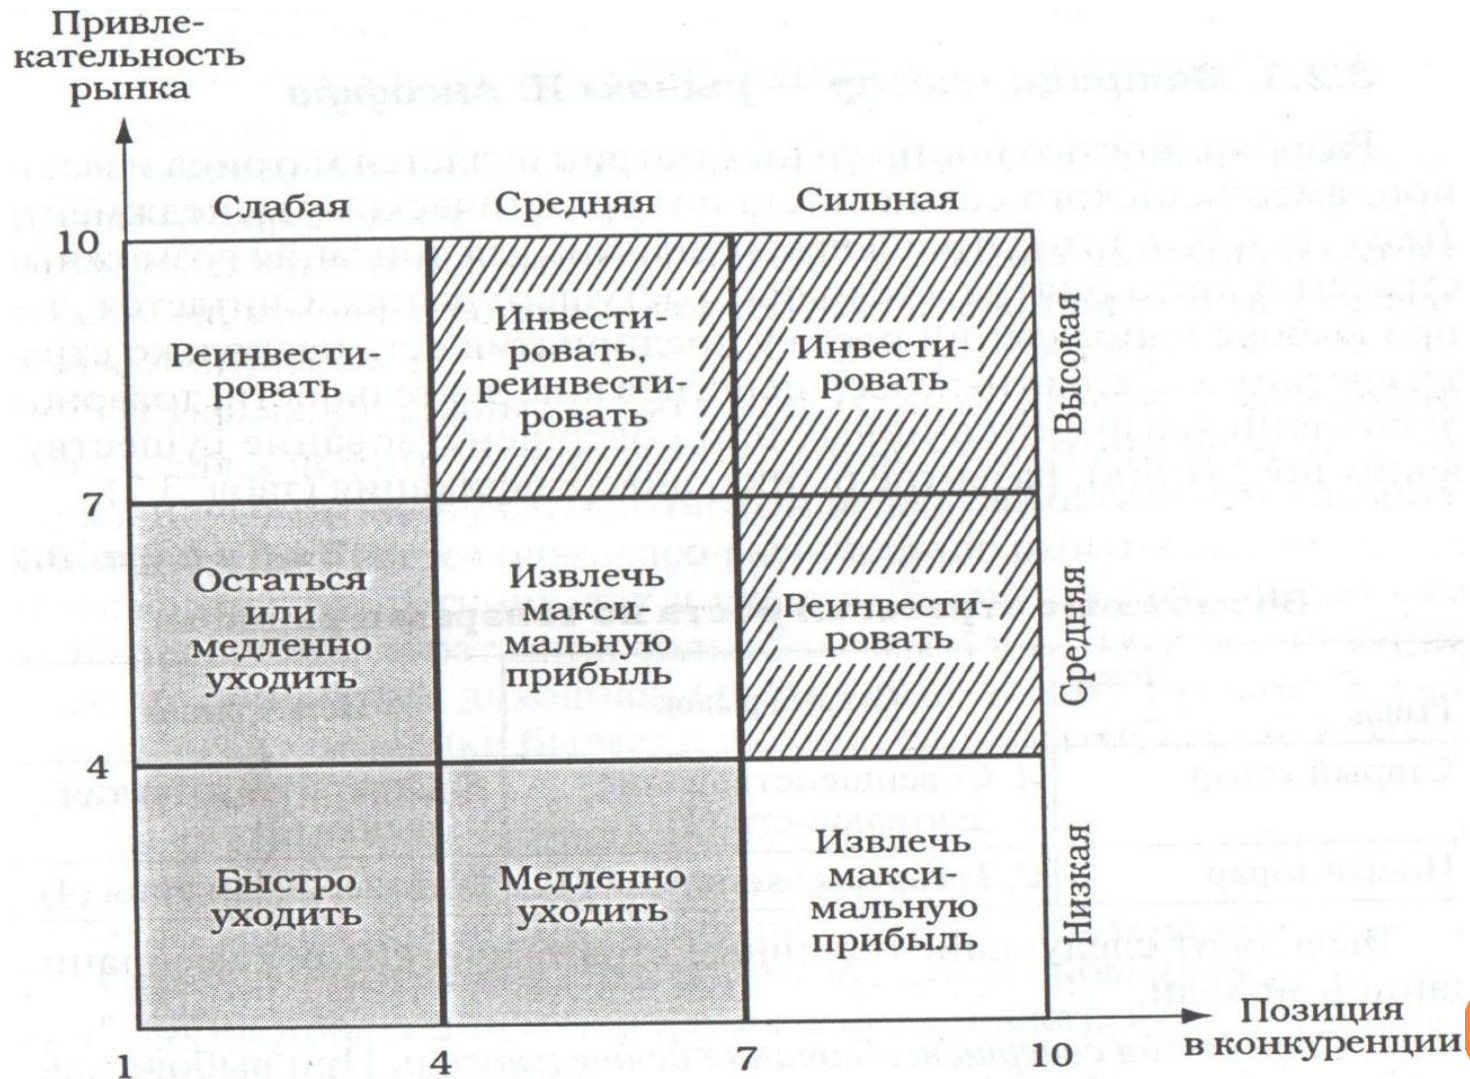 Привле-
кательность
рынка
Слабая
Средняя
Сильная
10
Реинвести-
ровать
Инвести-
ровать,
реинвести-
ровать
Инвести-
ровать
Высокая
7
Остаться
или
медленно
уходить
Извлечь
макси-
мальную
прибыль
Реинвести-
ровать
Средняя
4
Быстро
уходить
Медленно
уходить
Извлечь
макси-
мальную
прибыль
Низкая
1
4
7
10
Позиция
в конкуренции